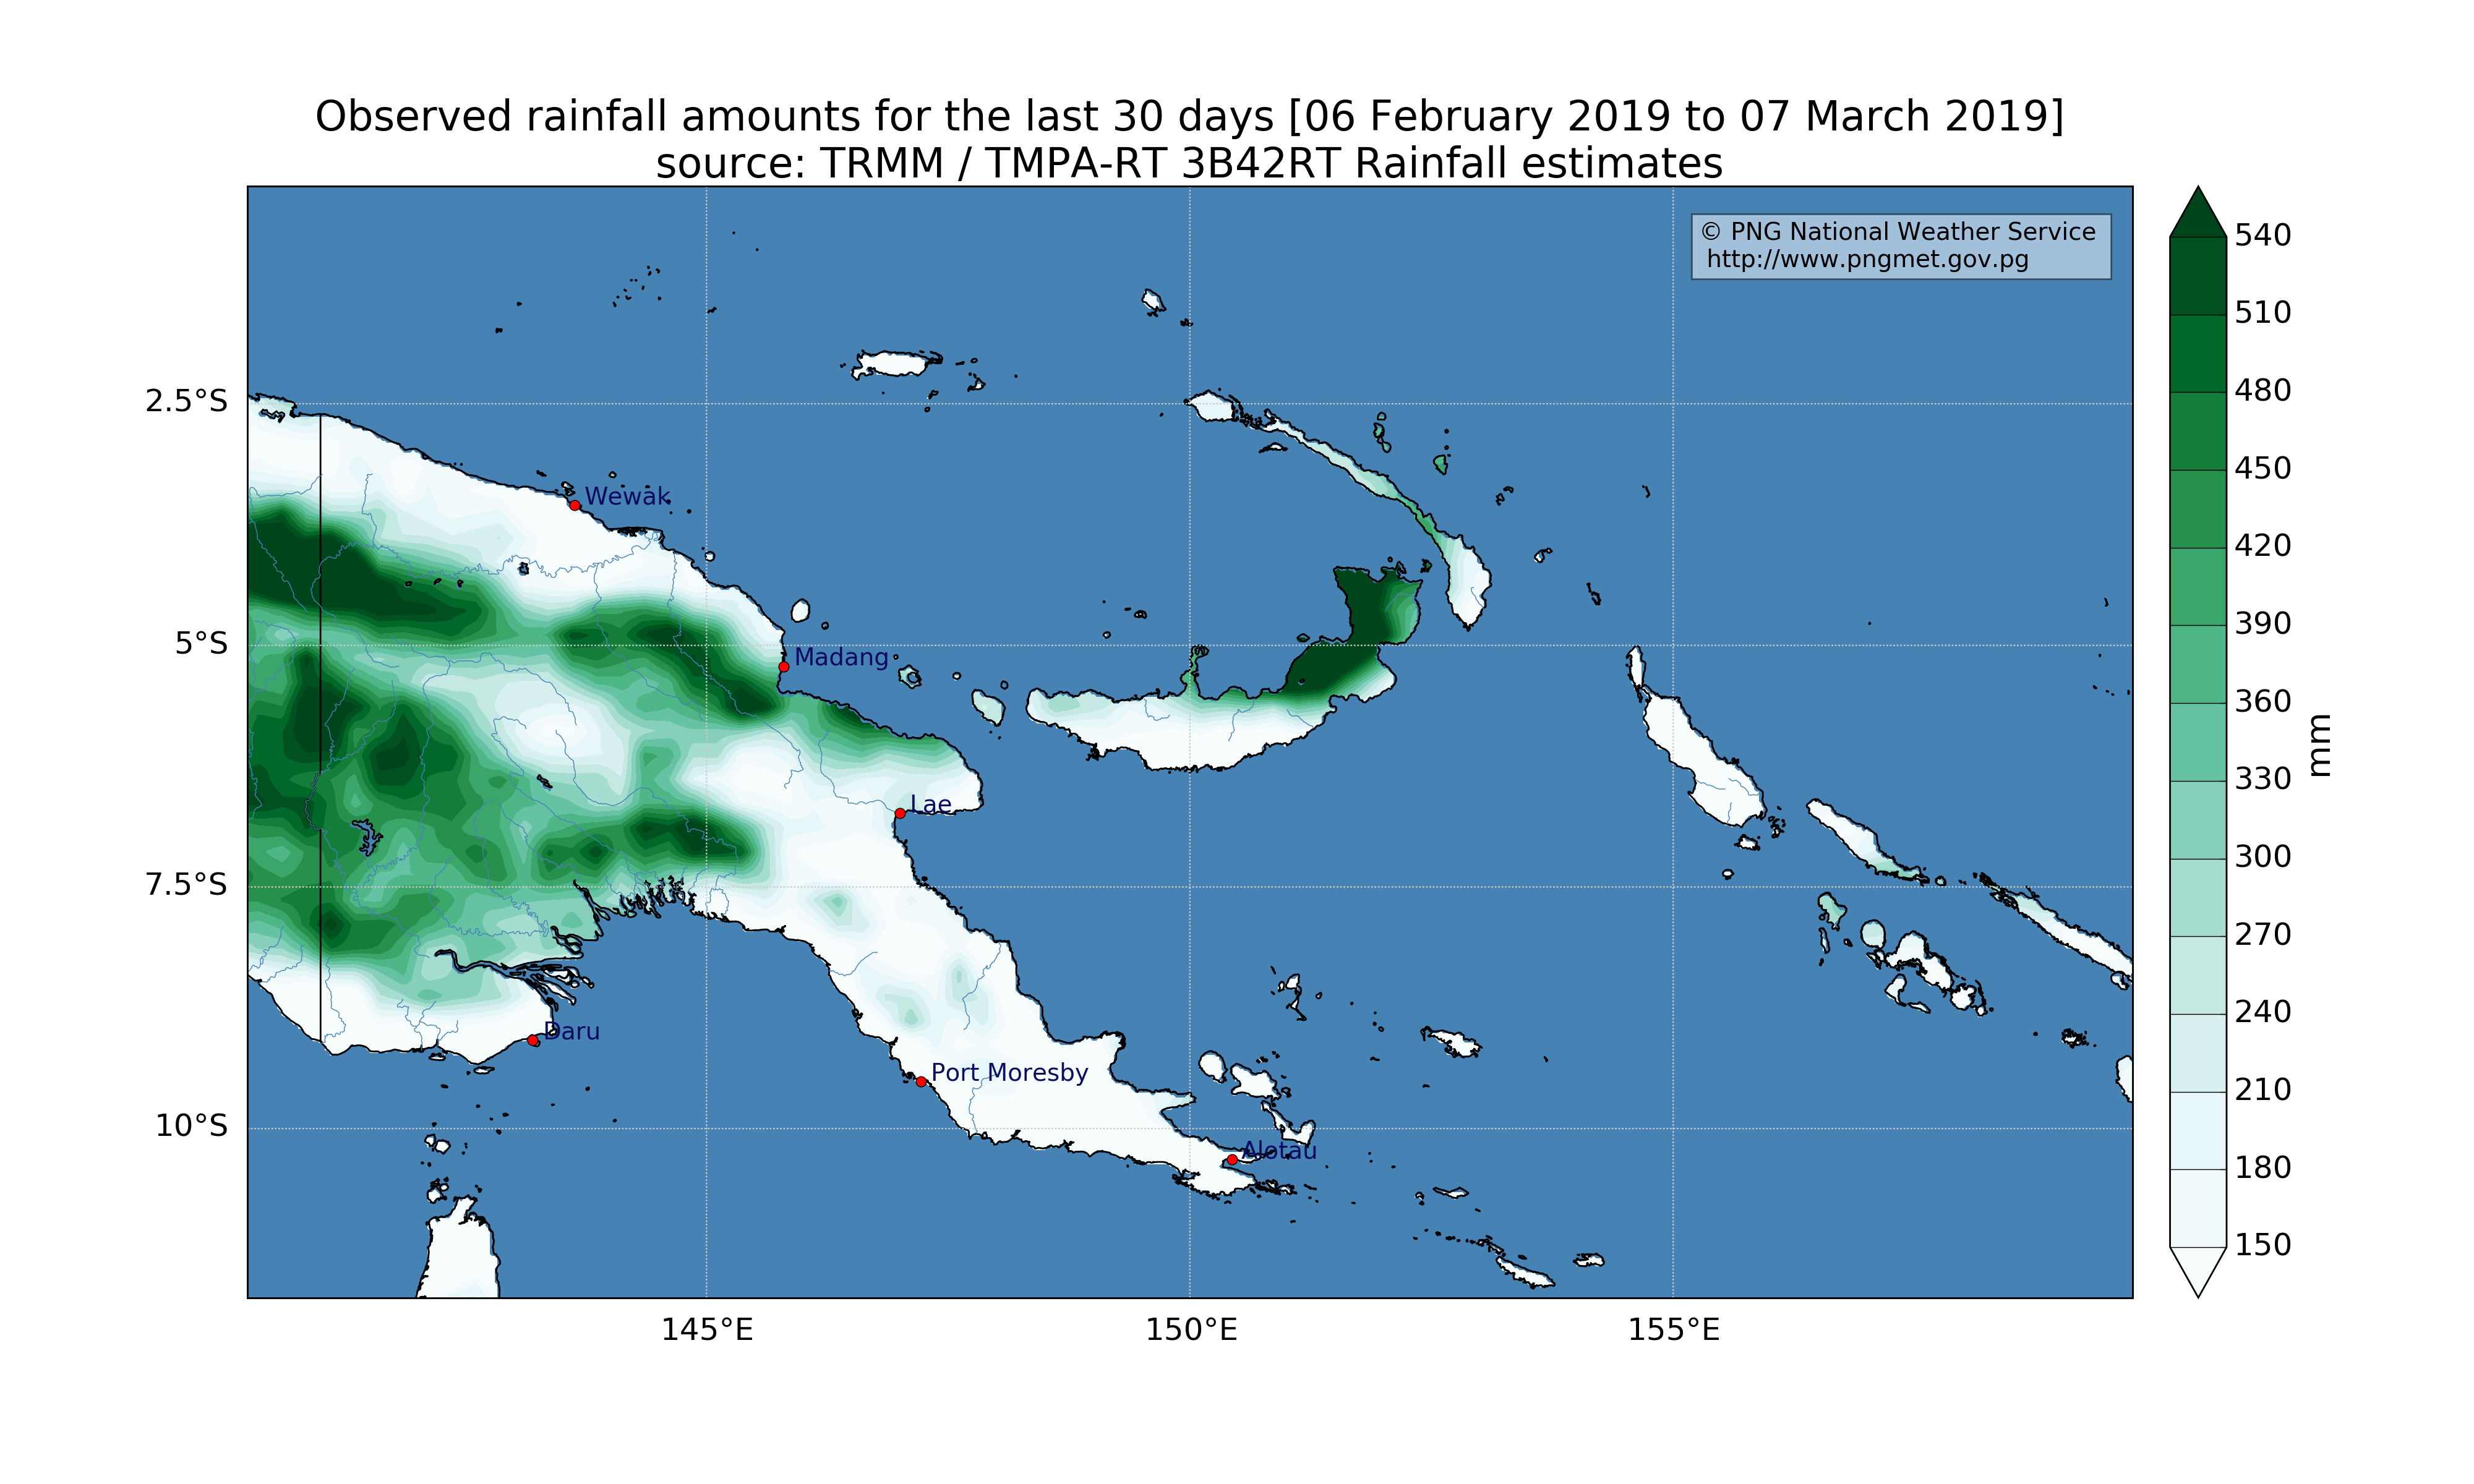 Observed rainfall amounts for the last 30 days [06 February 2019 to 07 March 2019]
source: TRMM / TMPA-RT 3B42RT Rainfall estimates
© PNG National Weather Service
http://www.pngmet.gov.pg
540
510
480
450
420
390
360
330
300
270
240
210
180
150
mm
2.5°S
5°S
7.5°S
10°S
Wewak
Madang
Lae
Daru
Port Moresby
Alotau
145°E
150°E
155°E